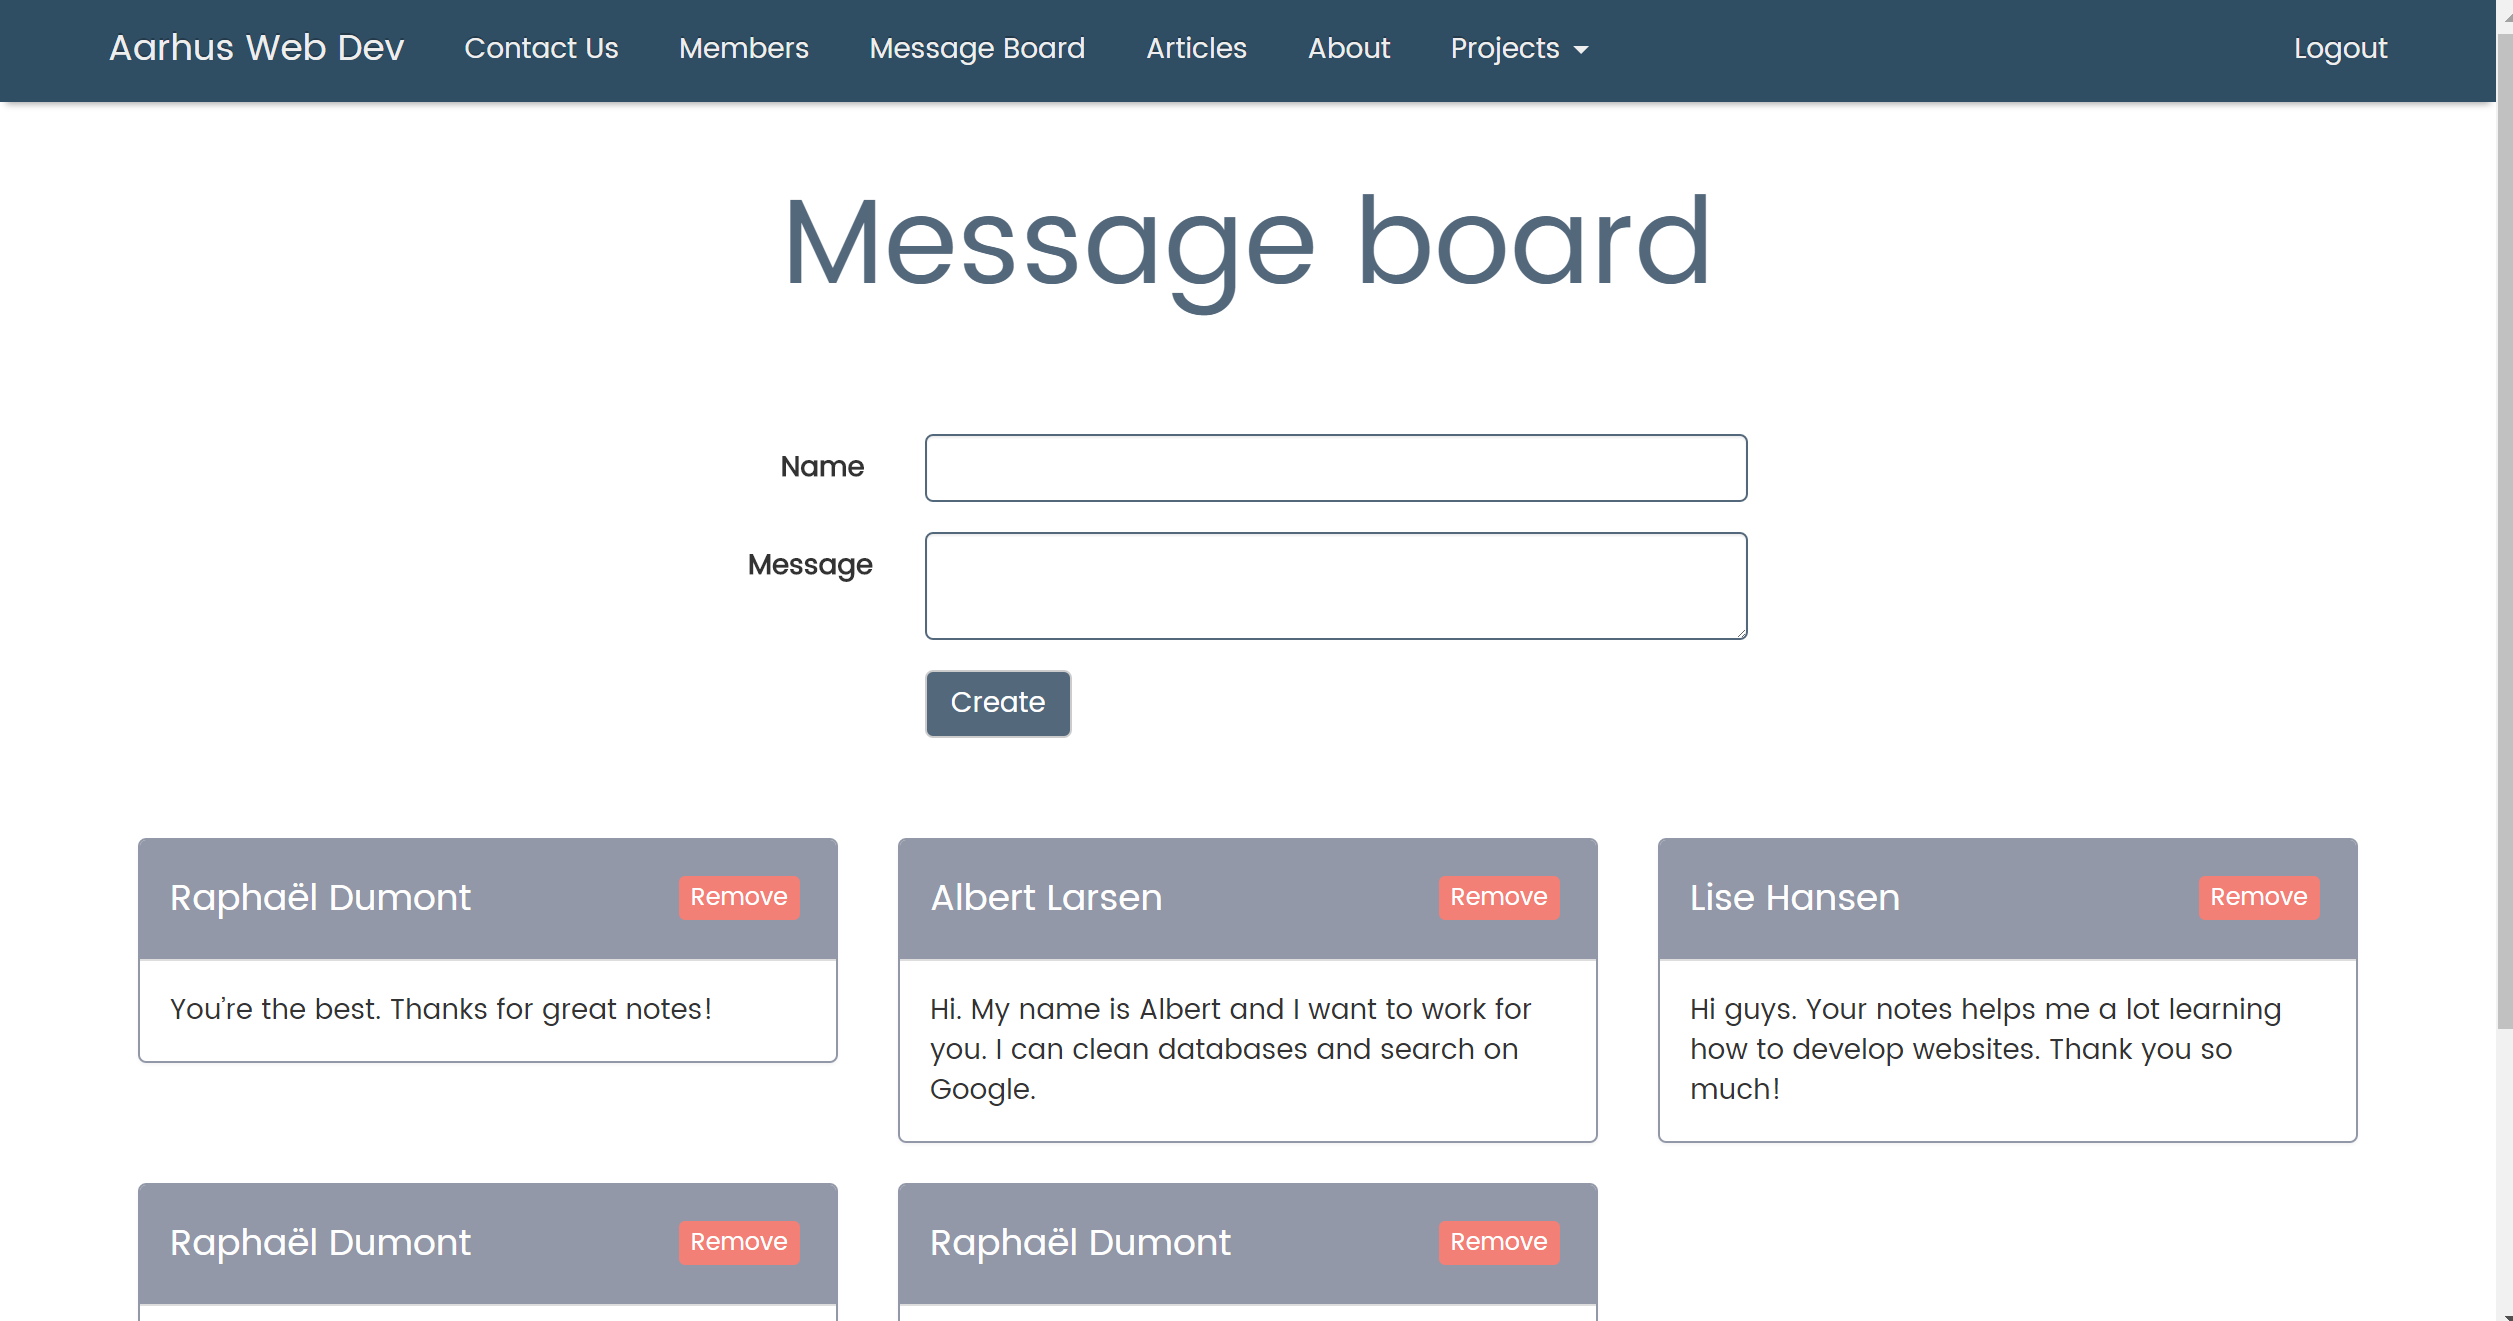 Aarhus Web Dev Contact Us Members Message Board Articles About Projects Logout
Message board
Name
Message
Create
Raphaël Dumont Remove
You're the best. Thanks for great notes!
Albert Larsen Remove
Hi. My name is Albert and I want to work for
you. I can clean databases and search on
Google.
Lise Hansen Remove
Hi guys. Your notes helps me a lot learning
how to develop websites. Thank you so
much!
Raphaël Dumont Remove
Raphaël Dumont Remove